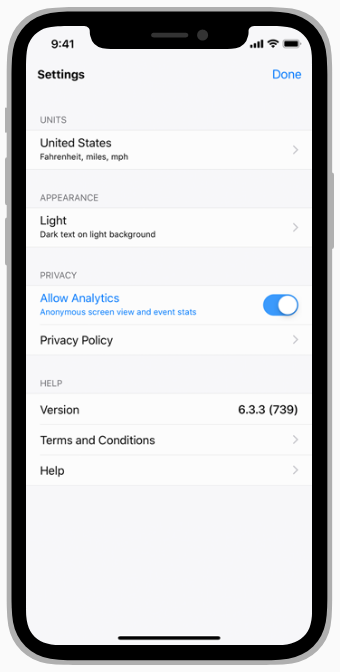 9:41
Settings
Done
UNITS
United States
Fahrenheit, miles, mph
APPEARANCE
Light
Dark text on light background
PRIVACY
Allow Analytics
Anonymous screen view and event stats
Privacy Policy
HELP
Version 6.3.3 (739)
Terms and Conditions
Help